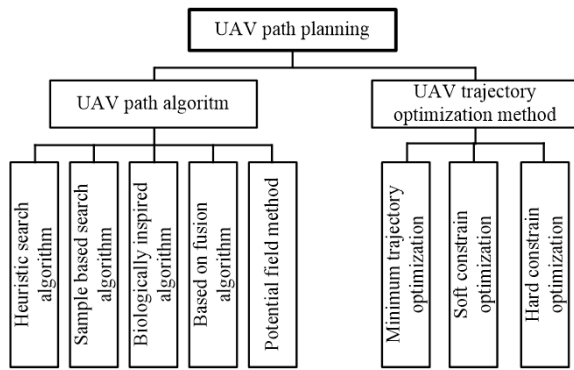 UAV path planning
UAV path algoritm
UAV trajectory
optimization method
Heuristic search
algorithm
Sample based search
algorithm
Biologically inspired
algorithm
Based on fusion
algorithm
Potential field method
Minimum trajectory
optimization
Soft constrain
optimization
Hard constrain
optimization